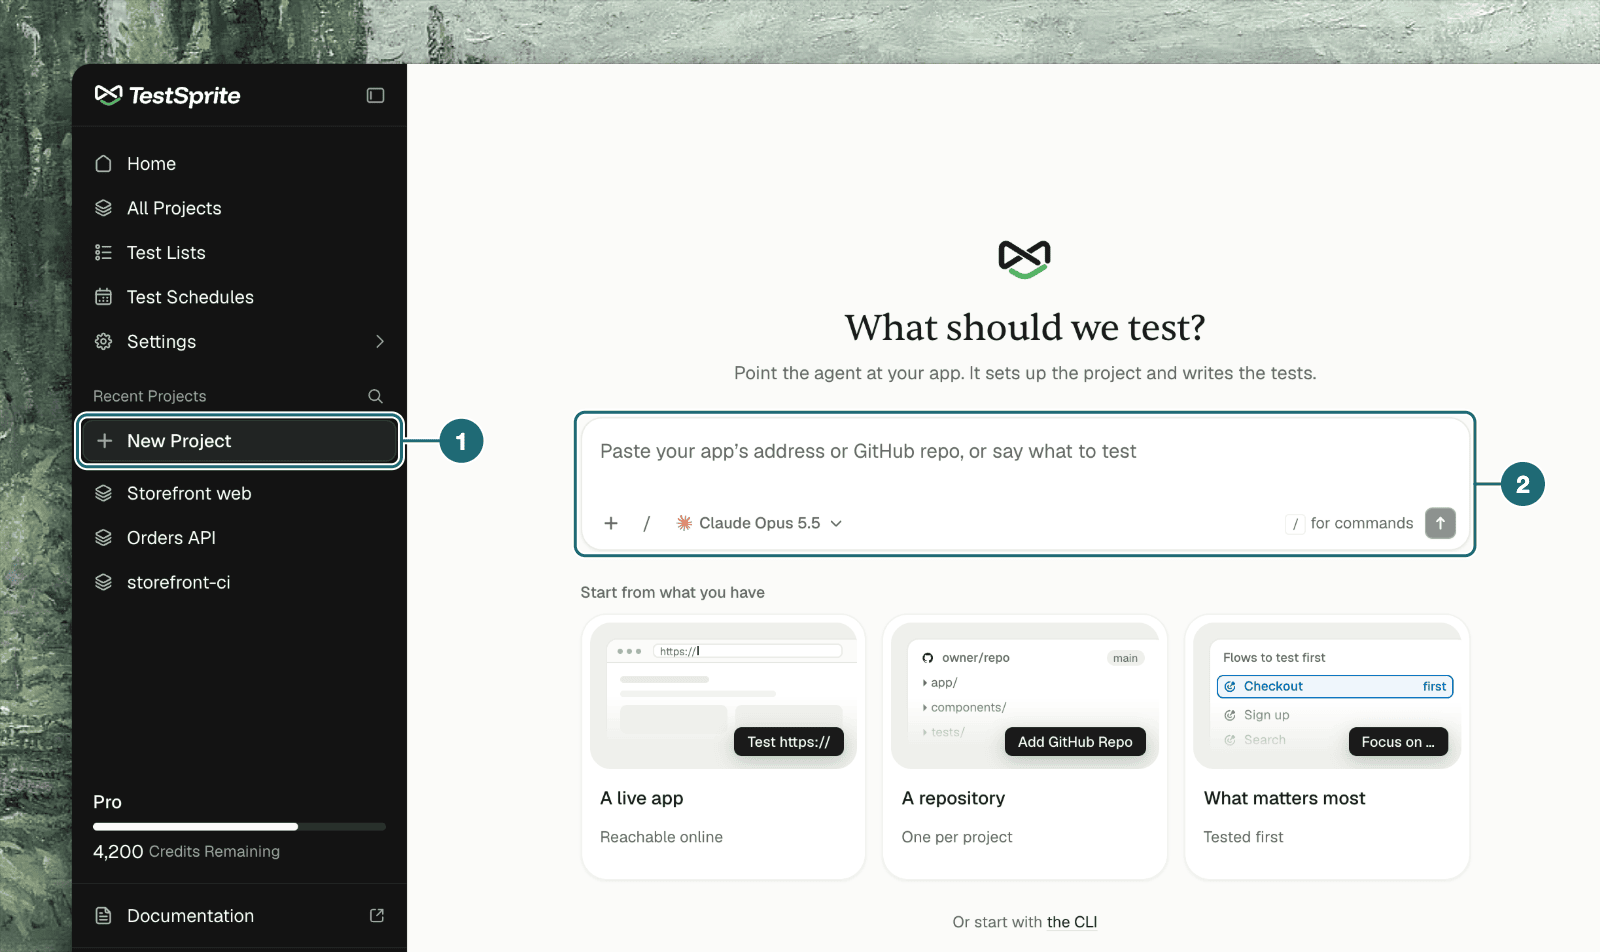 TestSprite
Home
All Projects
Test Lists
Test Schedules
Settings
Recent Projects
New Project
1
Storefront web
Orders API
storefront-ci
Pro
4,200 Credits Remaining
Documentation
What should we test?
Point the agent at your app. It sets up the project and writes the tests.
Paste your app’s address or GitHub repo, or say what to test
/ Claude Opus 5.5
/ for commands
2
Start from what you have
https://
Test https://
A live app
Reachable online
owner/repo main
app/
components/
tests/
Add GitHub Repo
A repository
One per project
Flows to test first
Checkout first
Sign up
Search
Focus on ...
What matters most
Tested first
Or start with the CLI